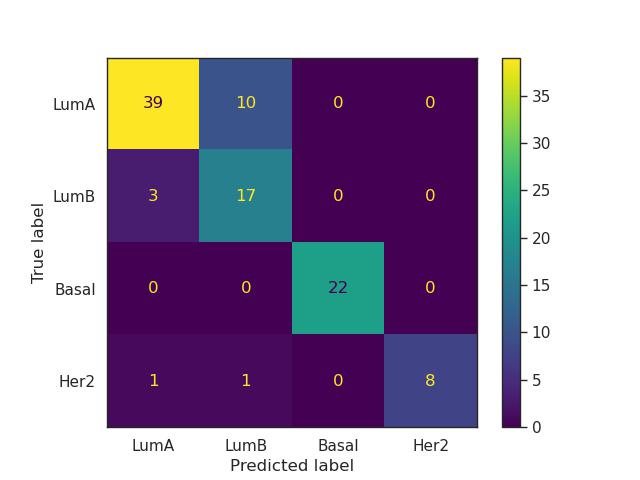 LumA 39 10 0 0
LumB 3 17 0 0
Basal 0 0 22 0
Her2 1 1 0 8
LumA LumB Basal Her2
Predicted label
True label
35
30
25
20
15
10
5
0